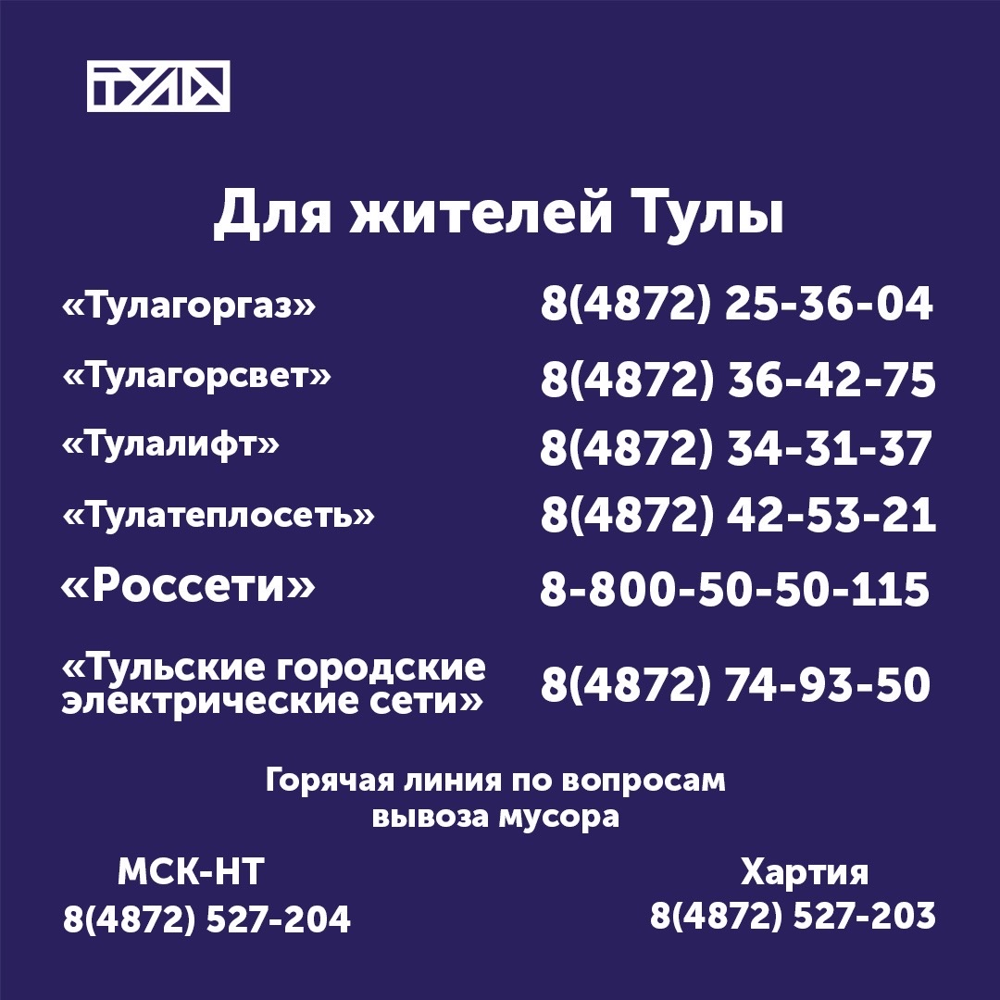 ТУЛА
Для жителей Тулы
«Тулагоргаз» 8(4872) 25-36-04
«Тулагорсвет» 8(4872) 36-42-75
«Тулалифт» 8(4872) 34-31-37
«Тулатеплосеть» 8(4872) 42-53-21
«Россети» 8-800-50-50-115
«Тульские городские
электрические сети» 8(4872) 74-93-50
Горячая линия по вопросам
вывоза мусора
МСК-НТ
8(4872) 527-204
Хартия
8(4872) 527-203